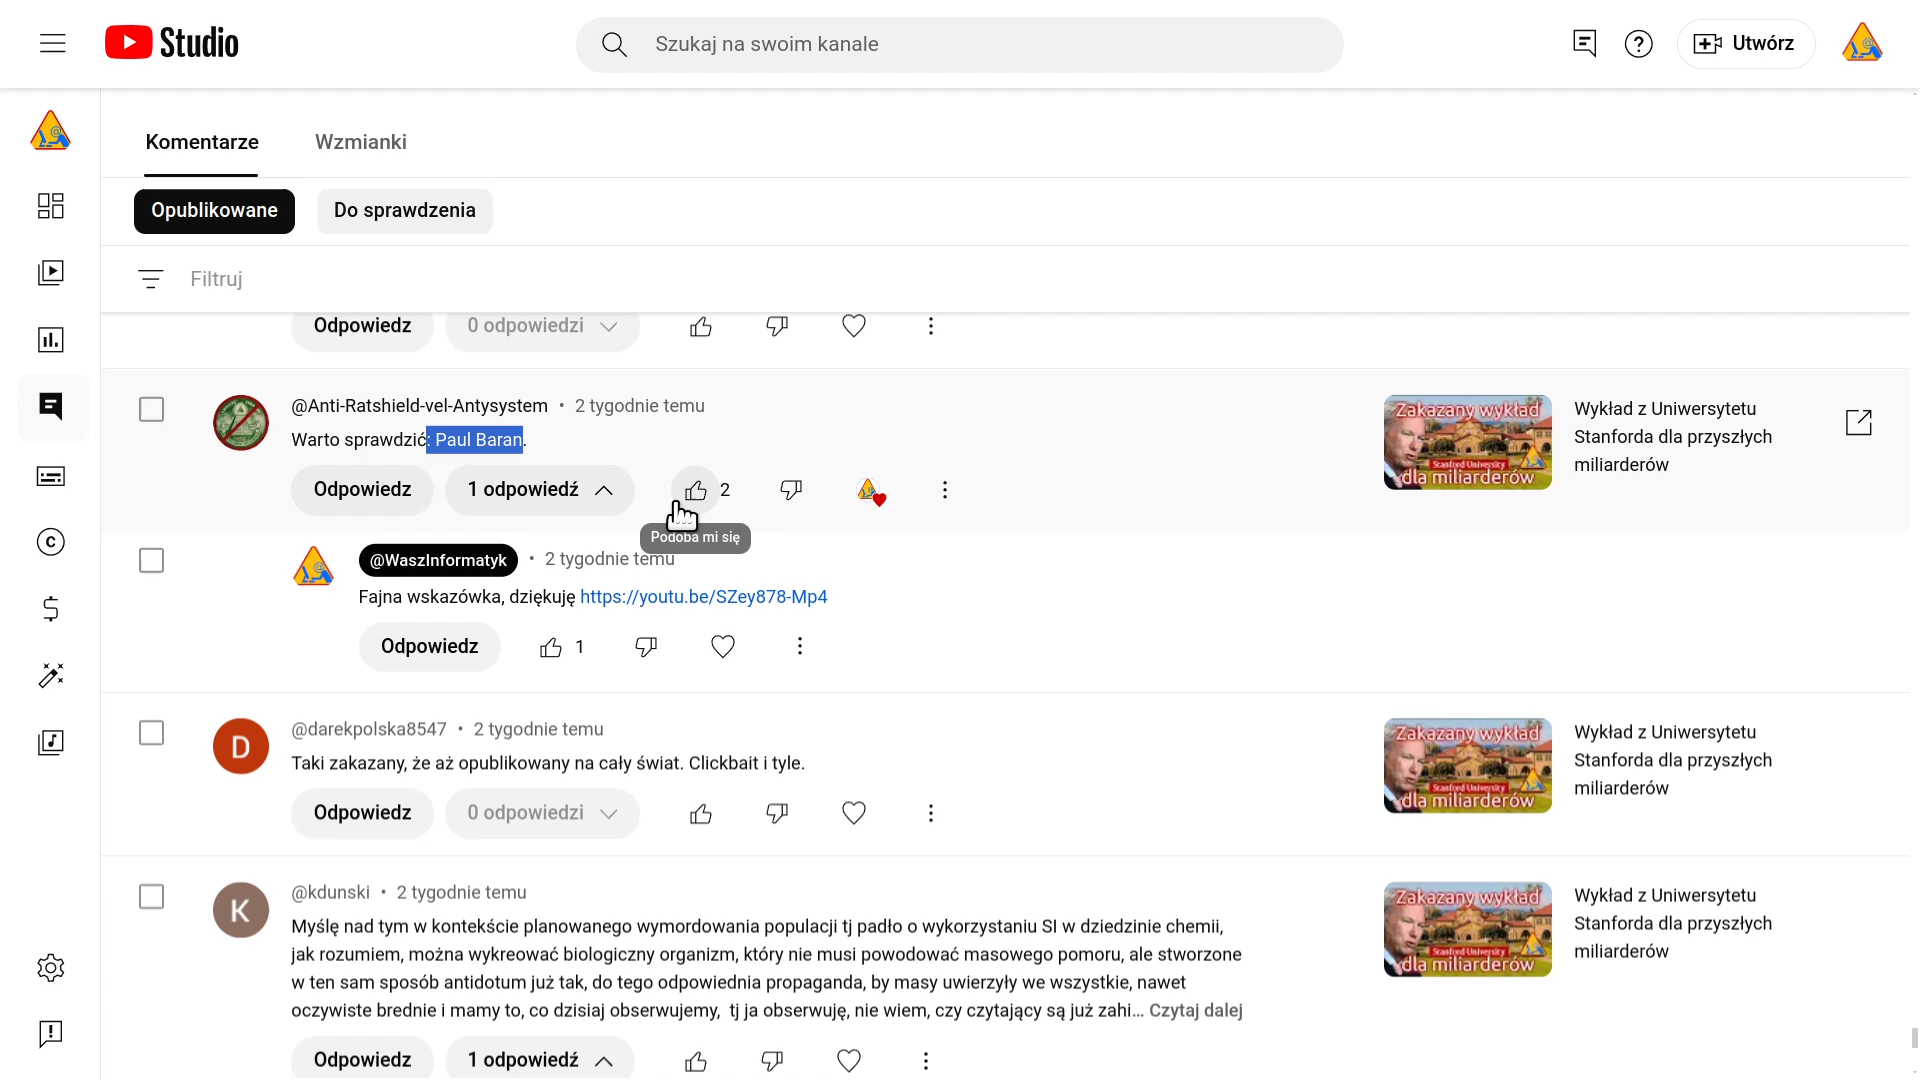 Studio
Szukaj na swoim kanale
Utwórz
Komentarze
Wzmianki
Opublikowane
Do sprawdzenia
Filtruj
Odpowiedz
0 odpowiedzi
@Anti-Ratshield-vel-Antysystem • 2 tygodnie temu
Warto sprawdzić: Paul Baran.
Odpowiedz
1 odpowiedź
2
Podoba mi się
Zakazany wykład
Stanford University
dla miliarderów
Wykład z Uniwersytetu
Stanforda dla przyszłych
miliarderów
@WaszInformatyk • 2 tygodnie temu
Fajna wskazówka, dziękuję https://youtu.be/SZey878-Mp4
Odpowiedz
1
@darekpolska8547 • 2 tygodnie temu
D
Taki zakazany, że aż opublikowany na cały świat. Clickbait i tyle.
Odpowiedz
0 odpowiedzi
Zakazany wykład
Stanford University
dla miliarderów
Wykład z Uniwersytetu
Stanforda dla przyszłych
miliarderów
@kdunski • 2 tygodnie temu
K
Myślę nad tym w kontekście planowanego wymordowania populacji tj padło o wykorzystaniu SI w dziedzinie chemii,
jak rozumiem, można wykreować biologiczny organizm, który nie musi powodować masowego pomoru, ale stworzone
w ten sam sposób antidotum już tak, do tego odpowiednia propaganda, by masy uwierzyły we wszystkie, nawet
oczywiste brednie i mamy to, co dzisiaj obserwujemy, tj ja obserwuję, nie wiem, czy czytający są już zahi... Czytaj dalej
Odpowiedz
1 odpowiedź
Zakazany wykład
Stanford University
dla miliarderów
Wykład z Uniwersytetu
Stanforda dla przyszłych
miliarderów